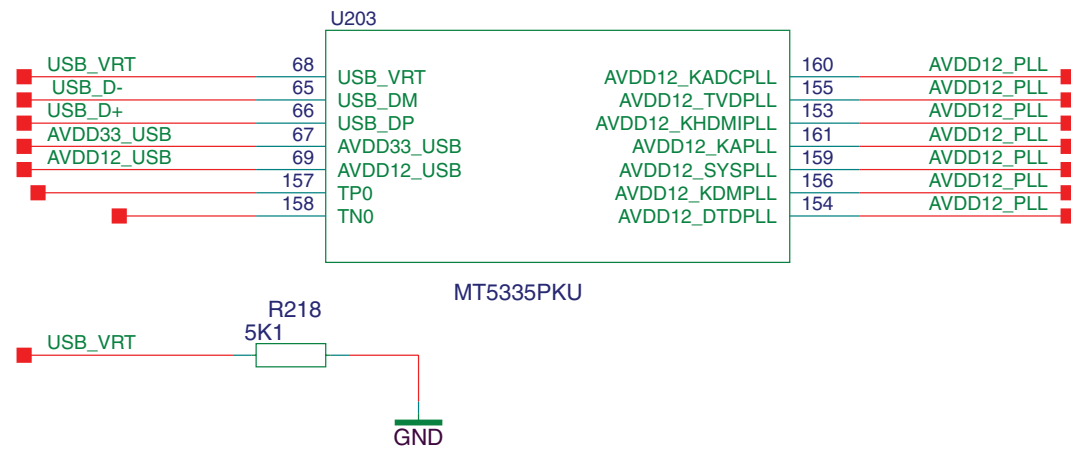 U203
USB_VRT 68 USB_VRT AVDD12_KADCPLL 160 AVDD12_PLL
USB_D- 65 USB_DM AVDD12_TVDPLL 155 AVDD12_PLL
USB_D+ 66 USB_DP AVDD12_KHDMIPLL 153 AVDD12_PLL
AVDD33_USB 67 AVDD33_USB AVDD12_KAPLL 161 AVDD12_PLL
AVDD12_USB 69 AVDD12_USB AVDD12_SYSPLL 159 AVDD12_PLL
157 TP0 AVDD12_KDMPLL 156 AVDD12_PLL
158 TN0 AVDD12_DTDPLL 154 AVDD12_PLL
MT5335PKU
R218
5K1
USB_VRT
GND